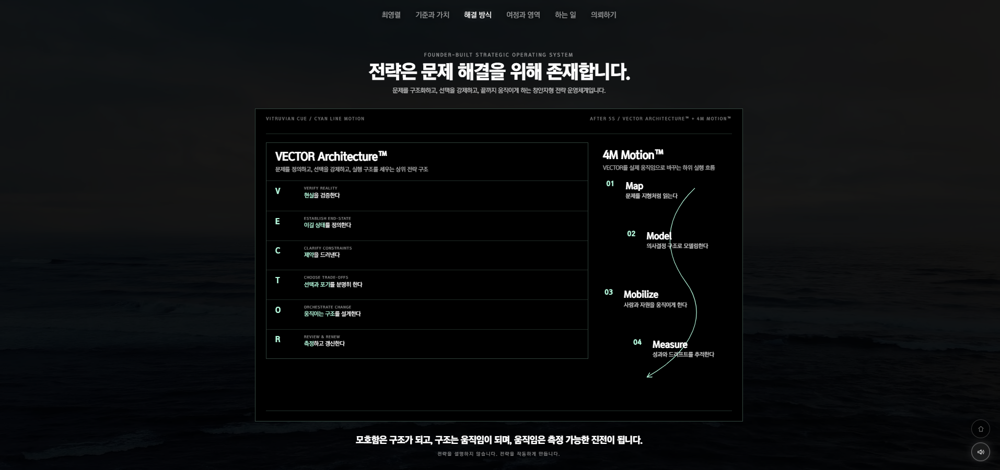 최영렬 기준과 가치 해결 방식 여정과 영역 하는 일 의뢰하기
FOUNDER-BUILT STRATEGIC OPERATING SYSTEM
전략은 문제 해결을 위해 존재합니다.
문제를 구조화하고, 선택을 강제하고, 끝까지 움직이게 하는 창안자형 전략 운영체계입니다.
VITRUVIAN CUE / CYAN LINE MOTION
AFTER 5S / VECTOR ARCHITECTURE™ + 4M MOTION™
VECTOR Architecture™
문제를 정의하고, 선택을 강제하고, 실행 구조를 세우는 상위 전략 구조
V
VERIFY REALITY
현실을 검증한다
E
ESTABLISH END-STATE
이길 상태를 정의한다
C
CLARIFY CONSTRAINTS
제약을 드러낸다
T
CHOOSE TRADE-OFFS
선택과 포기를 분명히 한다
O
ORCHESTRATE CHANGE
움직이는 구조를 설계한다
R
REVIEW & RENEW
측정하고 갱신한다
4M Motion™
VECTOR를 실제 움직임으로 바꾸는 하위 실행 흐름
01 Map
문제를 지형처럼 읽는다
02 Model
의사결정 구조로 모델링한다
03 Mobilize
사람과 자원을 움직이게 한다
04 Measure
성과와 드리프트를 추적한다
모호함은 구조가 되고, 구조는 움직임이 되며, 움직임은 측정 가능한 진전이 됩니다.
전략을 설명하지 않습니다. 전략을 작동하게 만듭니다.